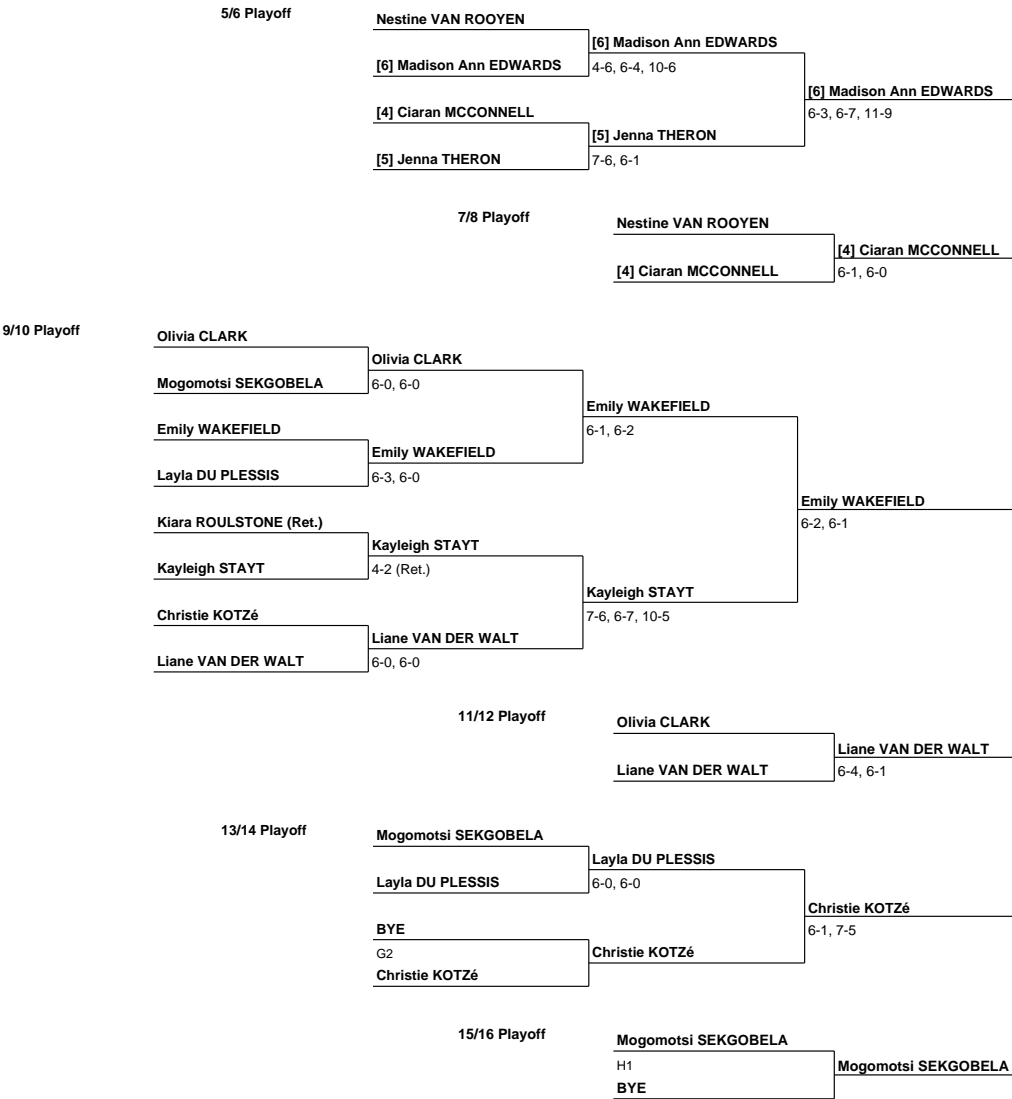 5/6 Playoff
Nestine VAN ROOYEN
[6] Madison Ann EDWARDS
[6] Madison Ann EDWARDS
4-6, 6-4, 10-6
[6] Madison Ann EDWARDS
6-3, 6-7, 11-9
[4] Ciaran MCCONNELL
[5] Jenna THERON
[5] Jenna THERON
7-6, 6-1
7/8 Playoff
Nestine VAN ROOYEN
[4] Ciaran MCCONNELL
[4] Ciaran MCCONNELL
6-1, 6-0
9/10 Playoff
Olivia CLARK
Olivia CLARK
Mogomotsi SEKGOBELA
6-0, 6-0
Emily WAKEFIELD
6-1, 6-2
Emily WAKEFIELD
Emily WAKEFIELD
Layla DU PLESSIS
6-3, 6-0
Emily WAKEFIELD
6-2, 6-1
Kiara ROULSTONE (Ret.)
Kayleigh STAYT
Kayleigh STAYT
4-2 (Ret.)
Kayleigh STAYT
7-6, 6-7, 10-5
Christie KOTZé
Liane VAN DER WALT
Liane VAN DER WALT
6-0, 6-0
11/12 Playoff
Olivia CLARK
Liane VAN DER WALT
Liane VAN DER WALT
6-4, 6-1
13/14 Playoff
Mogomotsi SEKGOBELA
Layla DU PLESSIS
Layla DU PLESSIS
6-0, 6-0
Christie KOTZé
6-1, 7-5
BYE
G2
Christie KOTZé
Christie KOTZé
15/16 Playoff
Mogomotsi SEKGOBELA
H1
Mogomotsi SEKGOBELA
BYE